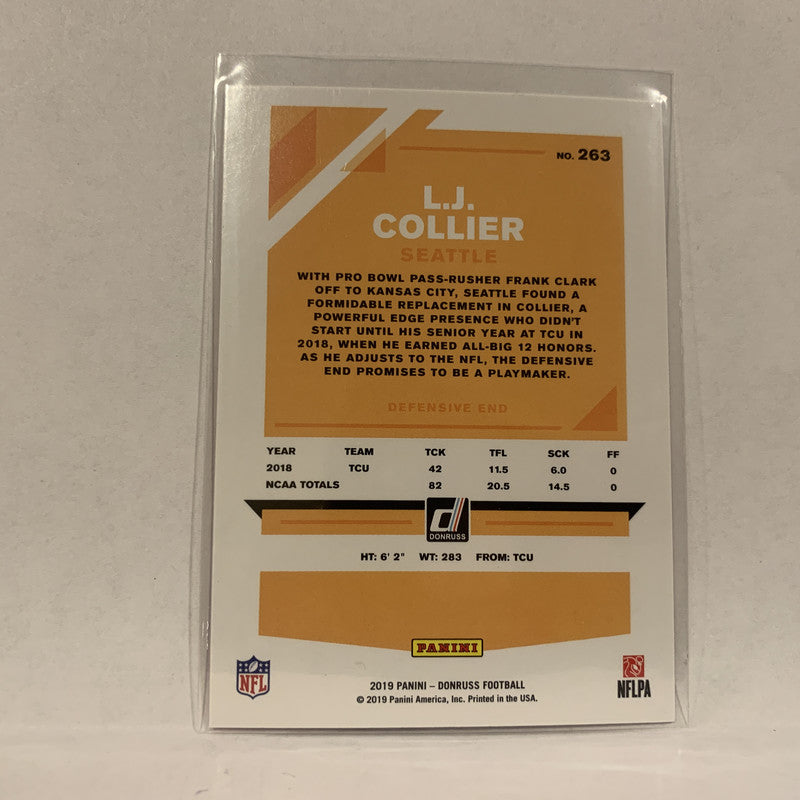 NO. 263
L.J.
COLLIER
SEATTLE
WITH PRO BOWL PASS-RUSHER FRANK CLARK
OFF TO KANSAS CITY, SEATTLE FOUND A
FORMIDABLE REPLACEMENT IN COLLIER, A
POWERFUL EDGE PRESENCE WHO DIDN'T
START UNTIL HIS SENIOR YEAR AT TCU IN
2018, WHEN HE EARNED ALL-BIG 12 HONORS.
AS HE ADJUSTS TO THE NFL, THE DEFENSIVE
END PROMISES TO BE A PLAYMAKER.
DEFENSIVE END
YEAR TEAM TCK TFL SCK FF
2018 TCU 42 11.5 6.0 0
NCAA TOTALS 82 20.5 14.5 0
d
DONRUSS
HT: 6' 2" WT: 283 FROM: TCU
PANINI
NFL
2019 PANINI – DONRUSS FOOTBALL
© 2019 Panini America, Inc. Printed in the USA.
NFLPA